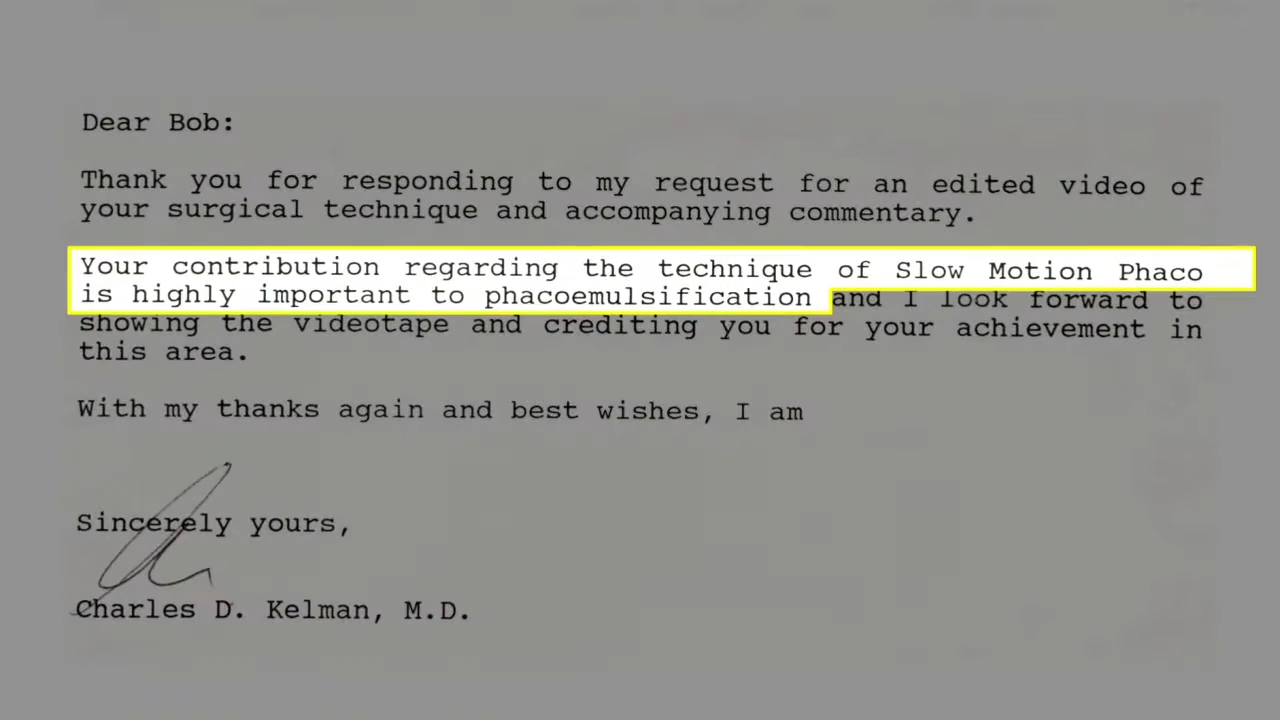 Dear Bob:
Thank you for responding to my request for an edited video of
your surgical technique and accompanying commentary.
Your contribution regarding the technique of Slow Motion Phaco
is highly important to phacoemulsification and I look forward to
showing the videotape and crediting you for your achievement in
this area.
With my thanks again and best wishes, I am
Sincerely yours,
Charles D. Kelman, M.D.